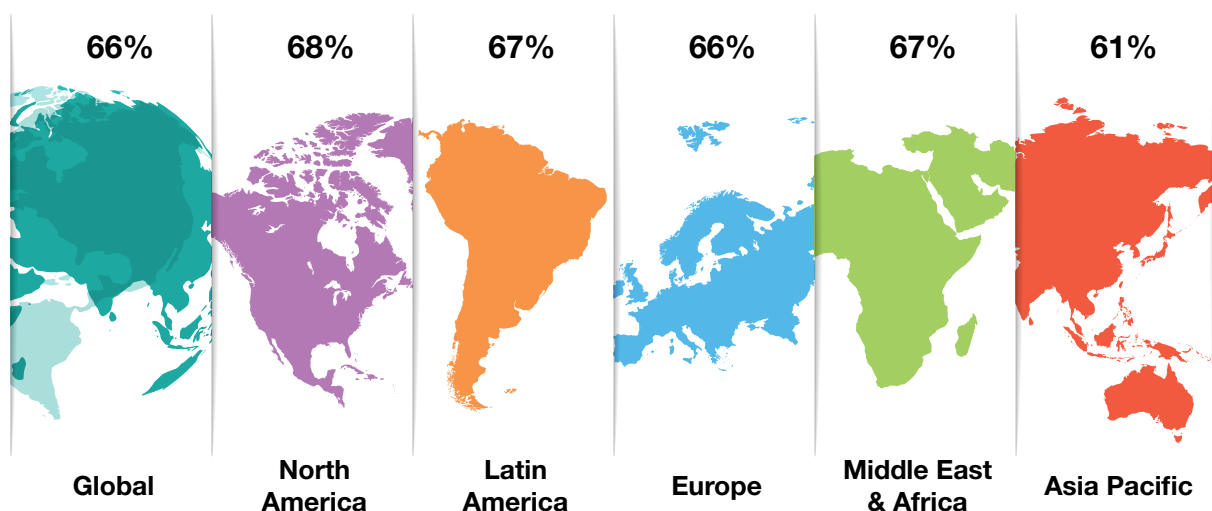 66%
68%
67%
66%
67%
61%
Global
North
America
Latin
America
Europe
Middle East
& Africa
Asia Pacific